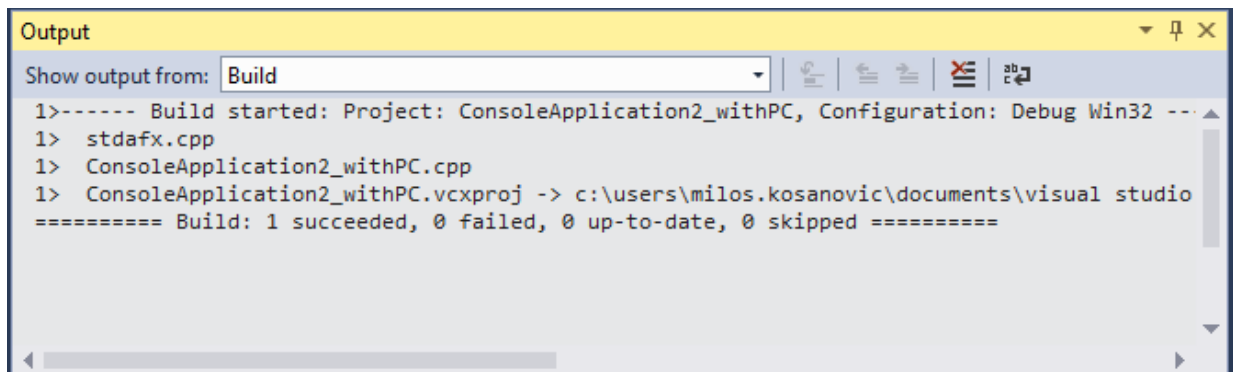 Output
Show output from: Build
1>------ Build started: Project: ConsoleApplication2_withPC, Configuration: Debug Win32 --
1>  stdafx.cpp
1>  ConsoleApplication2_withPC.cpp
1>  ConsoleApplication2_withPC.vcxproj -> c:\users\milos.kosanovic\documents\visual studio
========== Build: 1 succeeded, 0 failed, 0 up-to-date, 0 skipped ==========